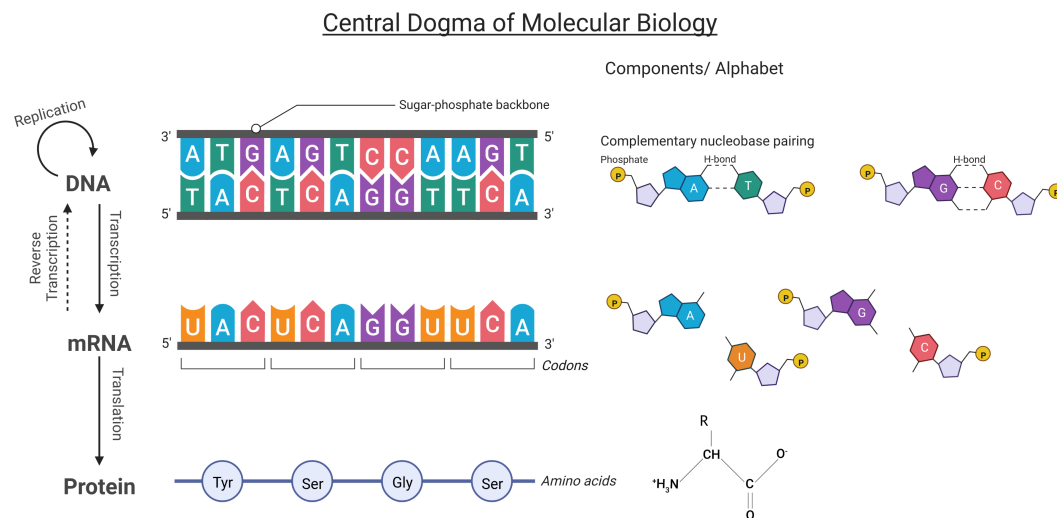 Central Dogma of Molecular Biology
Components/ Alphabet
Replication
Sugar-phosphate backbone
3' 5'
A T G A G T C C A A G T
T A C T C A G G T T C A
5' 3'
DNA
Complementary nucleobase pairing
Phosphate H-bond H-bond
P A T P P G C P
Reverse
Transcription
Transcription
U A C U C A G G U U C A
5' 3'
mRNA
Codons
P A P G
U P C P
Translation
Protein
Tyr Ser Gly Ser
Amino acids
R
CH O-
+H3N C
O